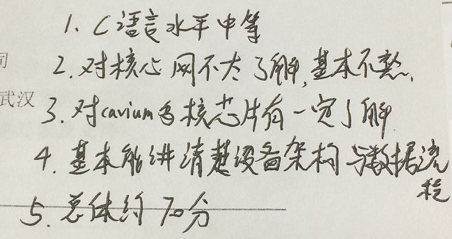 1. C语言水平中等
2. 对核心网不太了解,基本不熟.
武汉
3. 对cavium多核芯片有一定了解
4. 基本能讲清楚设备架构与数据流
程
5. 总体约 70分